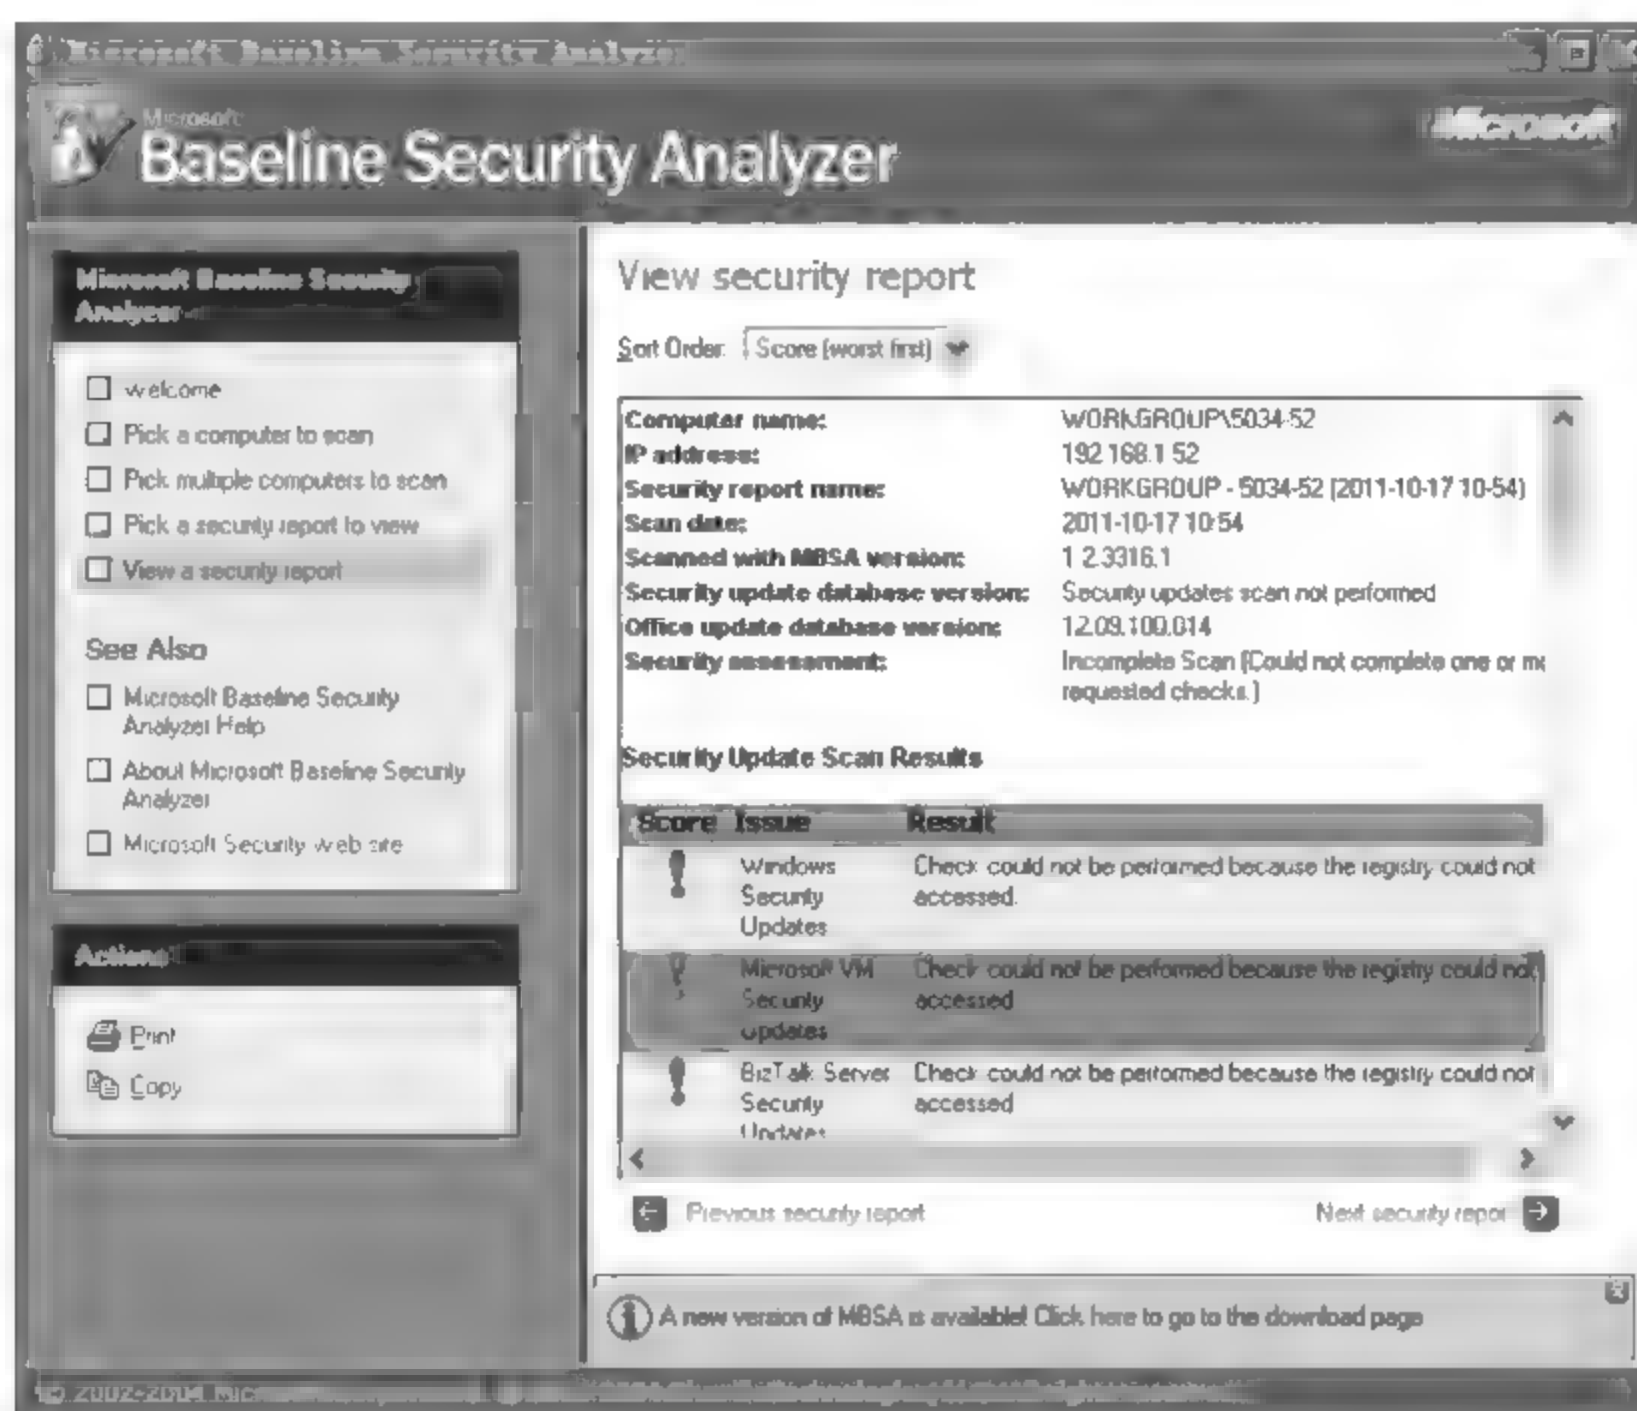 Microsoft Baseline Security Analyzer
Microsoft
Baseline Security Analyzer
Microsoft
Microsoft Baseline Security
Analyzer
Welcome
Pick a computer to scan
Pick multiple computers to scan
Pick a security report to view
View a security report
See Also
Microsoft Baseline Security
Analyzer Help
About Microsoft Baseline Security
Analyzer
Microsoft Security Web site
Actions
Print
Copy
View security report
Sort Order: Score (worst first)
Computer name: WORKGROUP\5034-52
IP address: 192.168.1.52
Security report name: WORKGROUP - 5034-52 (2011-10-17 10-54)
Scan date: 2011-10-17 10:54
Scanned with MBSA version: 1.2.3316.1
Security update database version: Security updates scan not performed
Office update database version: 12.09.100.014
Security assessment: Incomplete Scan (Could not complete one or mo
requested checks.)
Security Update Scan Results
Score Issue Result
Windows Check could not be performed because the registry could not
Security accessed.
Updates
Microsoft VM Check could not be performed because the registry could not
Security accessed
Updates
BizTalk Server Check could not be performed because the registry could not
Security accessed
Updates
Previous security report
Next security repor
A new version of MBSA is available! Click here to go to the download page
© 2002-2004